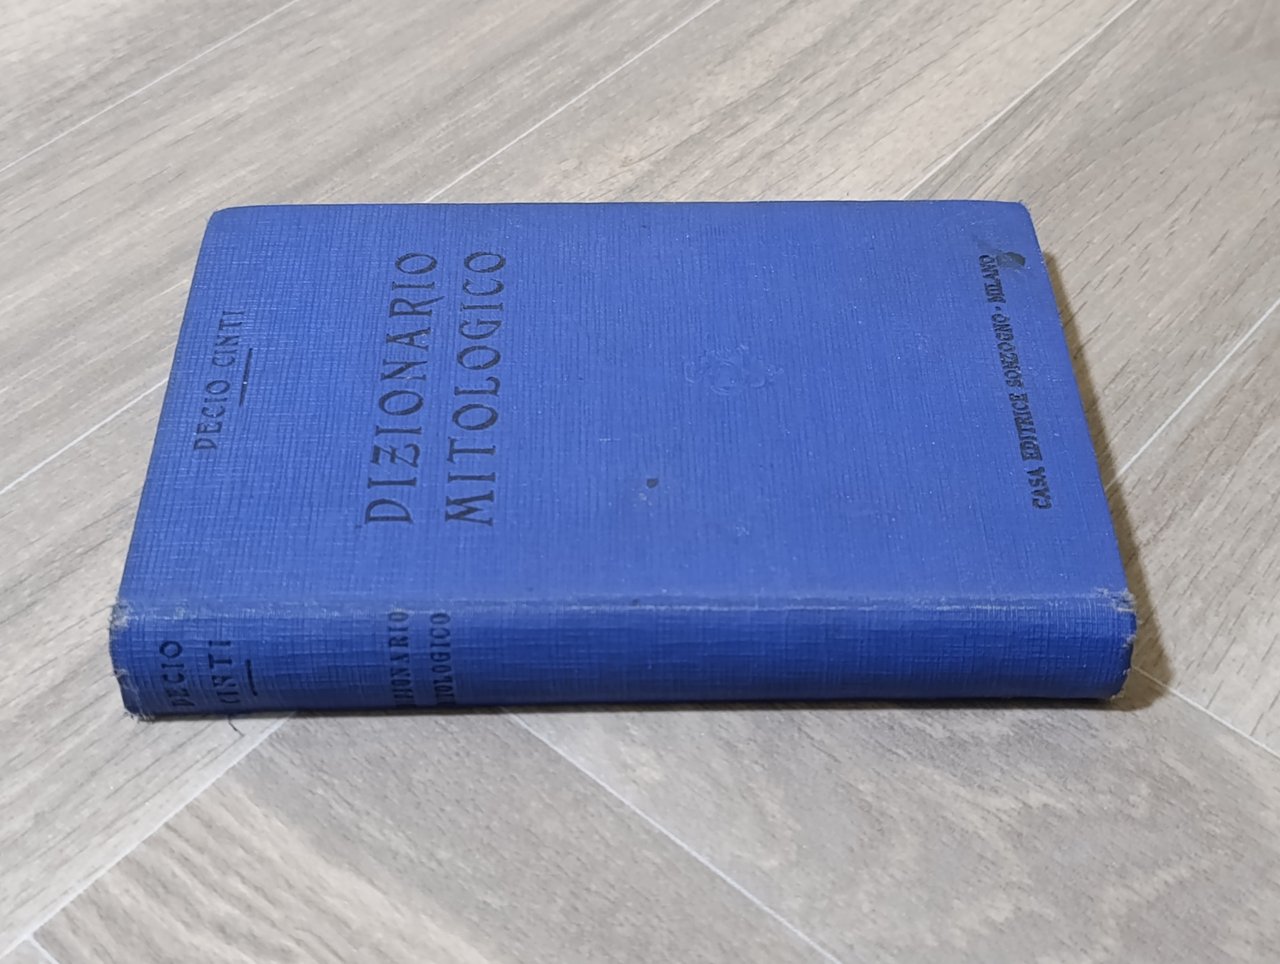 DECIO CINTI
DIZIONARIO
MITOLOGICO
CASA EDITRICE SONZOGNO - MILANO
DECIO
CINTI
DIZIONARIO
MITOLOGICO